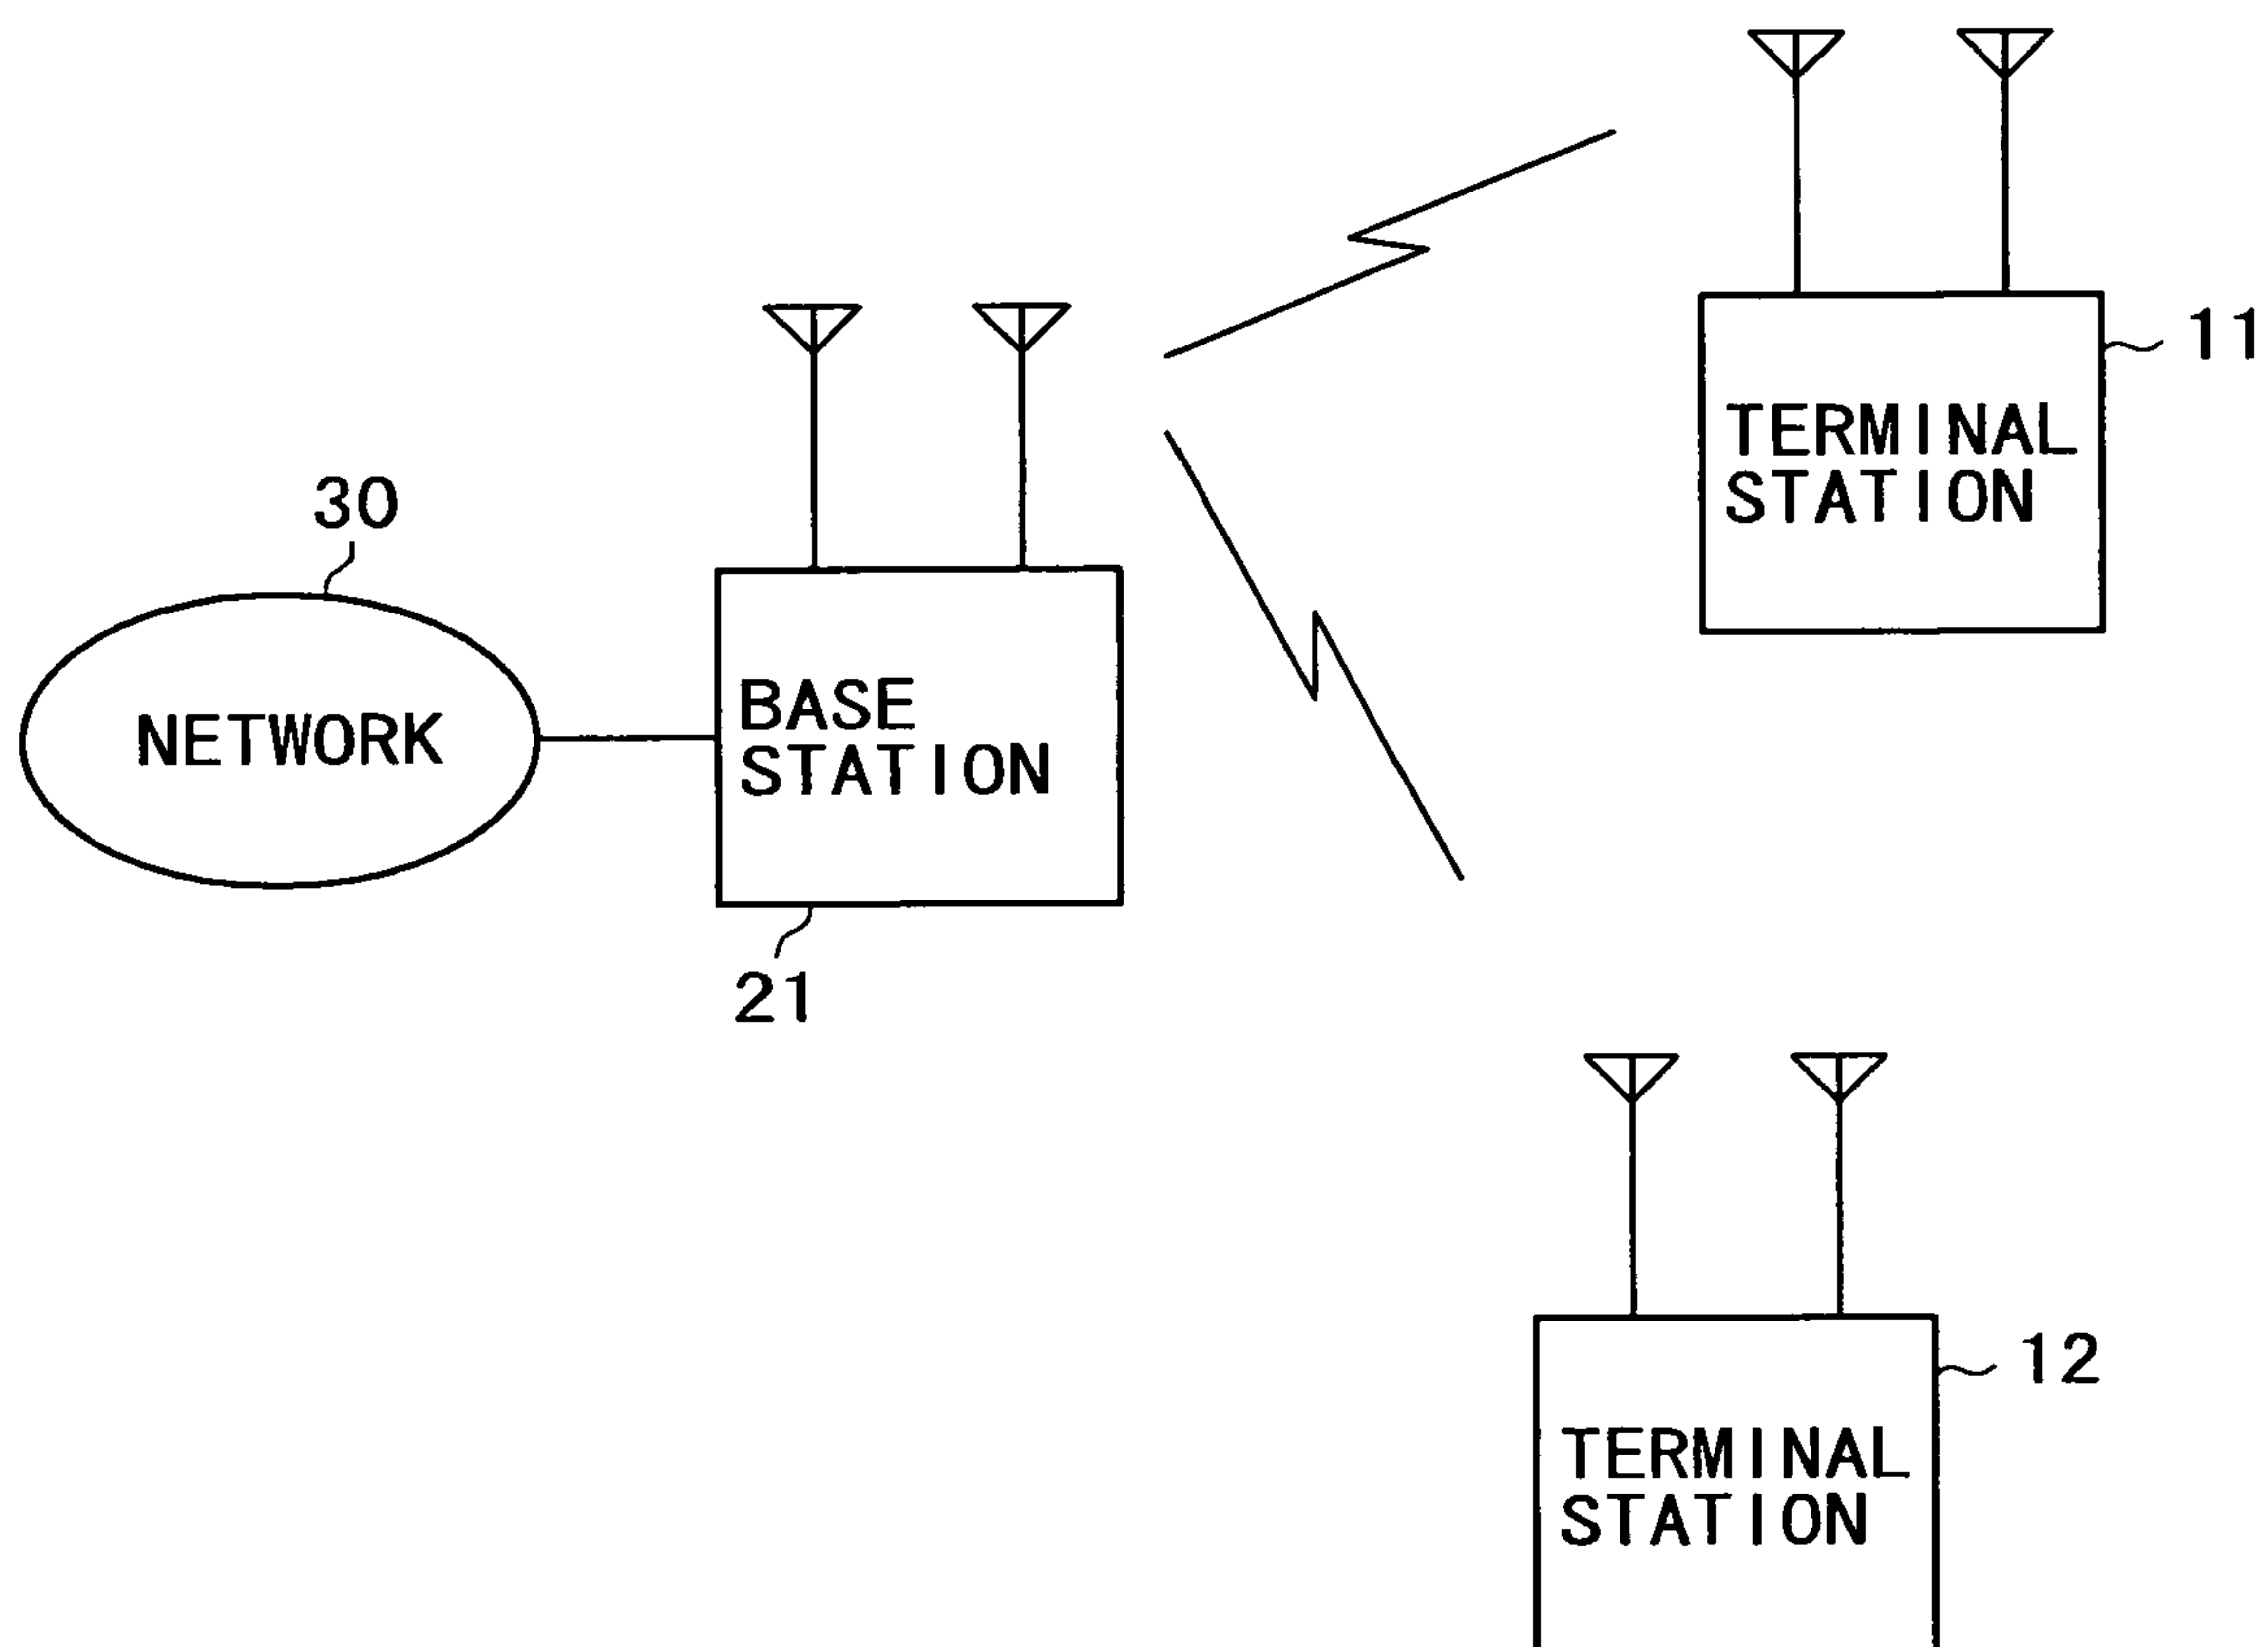 11
TERMINAL
STATION
30
NETWORK
BASE
STATION
21
12
TERMINAL
STATION